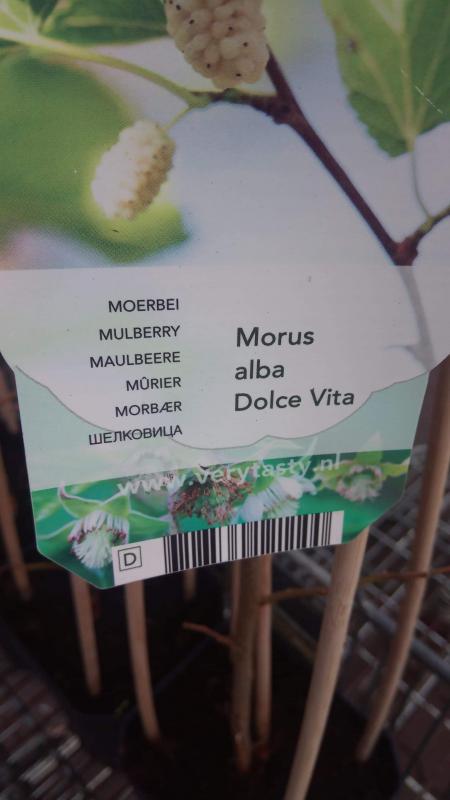 MOERBEI
MULBERRY
MAULBEERE
MÛRIER
MORBÆR
ШЕЛКОВИЦА
Morus
alba
Dolce Vita
www.verytasty.nl
D